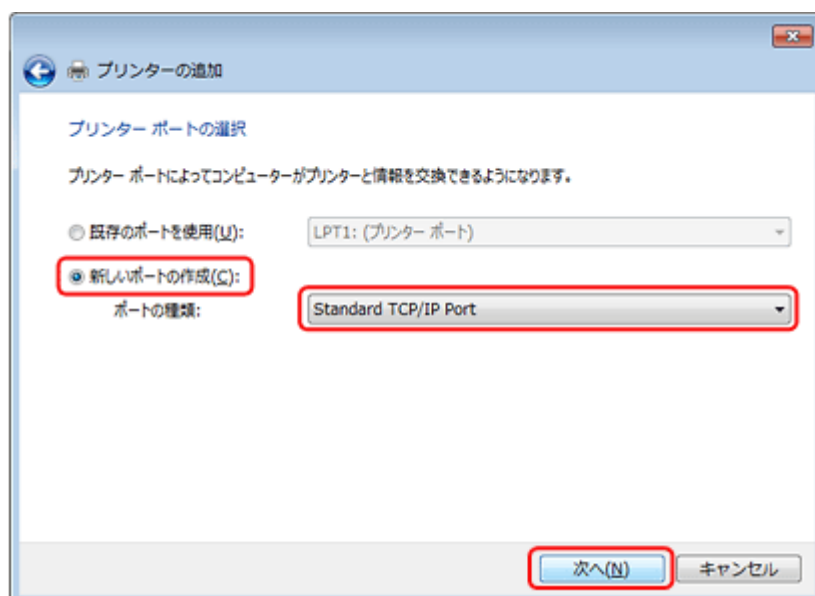 プリンターの追加
プリンター ポートの選択
プリンター ポートによってコンピューターがプリンターと情報を交換できるようになります。
既存のポートを使用(U):
LPT1: (プリンター ポート)
新しいポートの作成(C):
ポートの種類:
Standard TCP/IP Port
次へ(N)
キャンセル